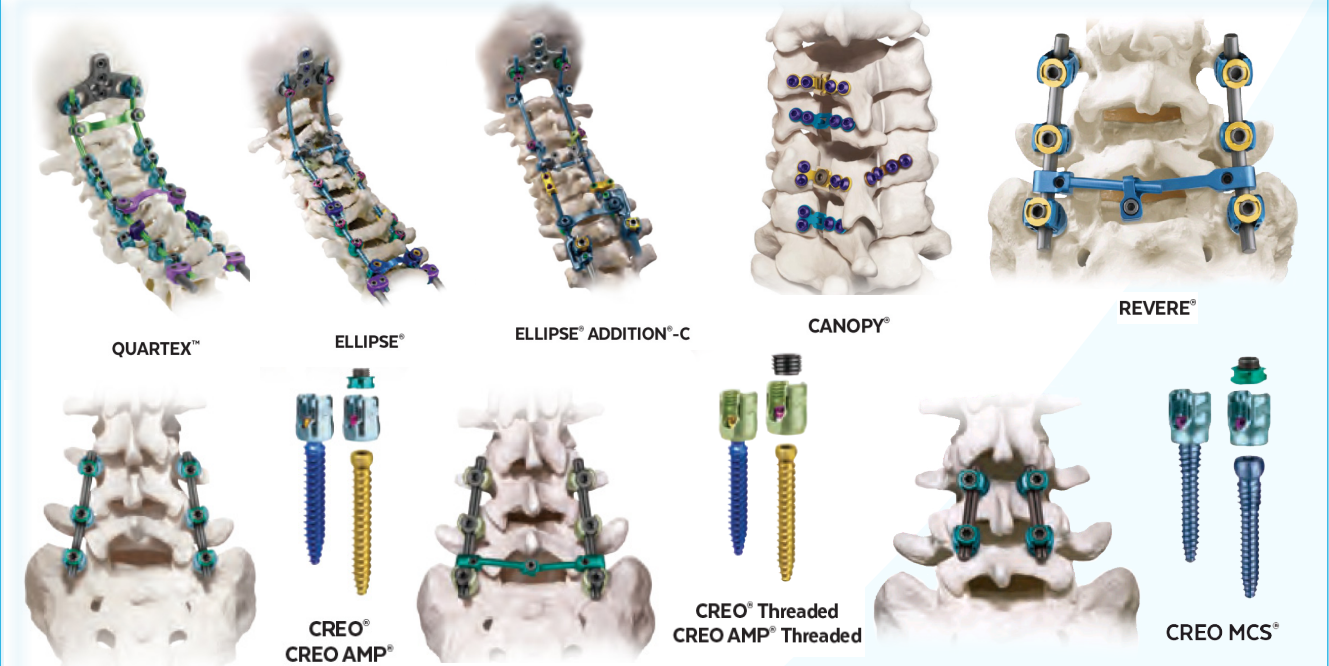 QUARTEX™
ELLIPSE®
ELLIPSE® ADDITION®-C
CANOPY®
REVERE®
CREO®
CREO AMP®
CREO® Threaded
CREO AMP® Threaded
CREO MCS®